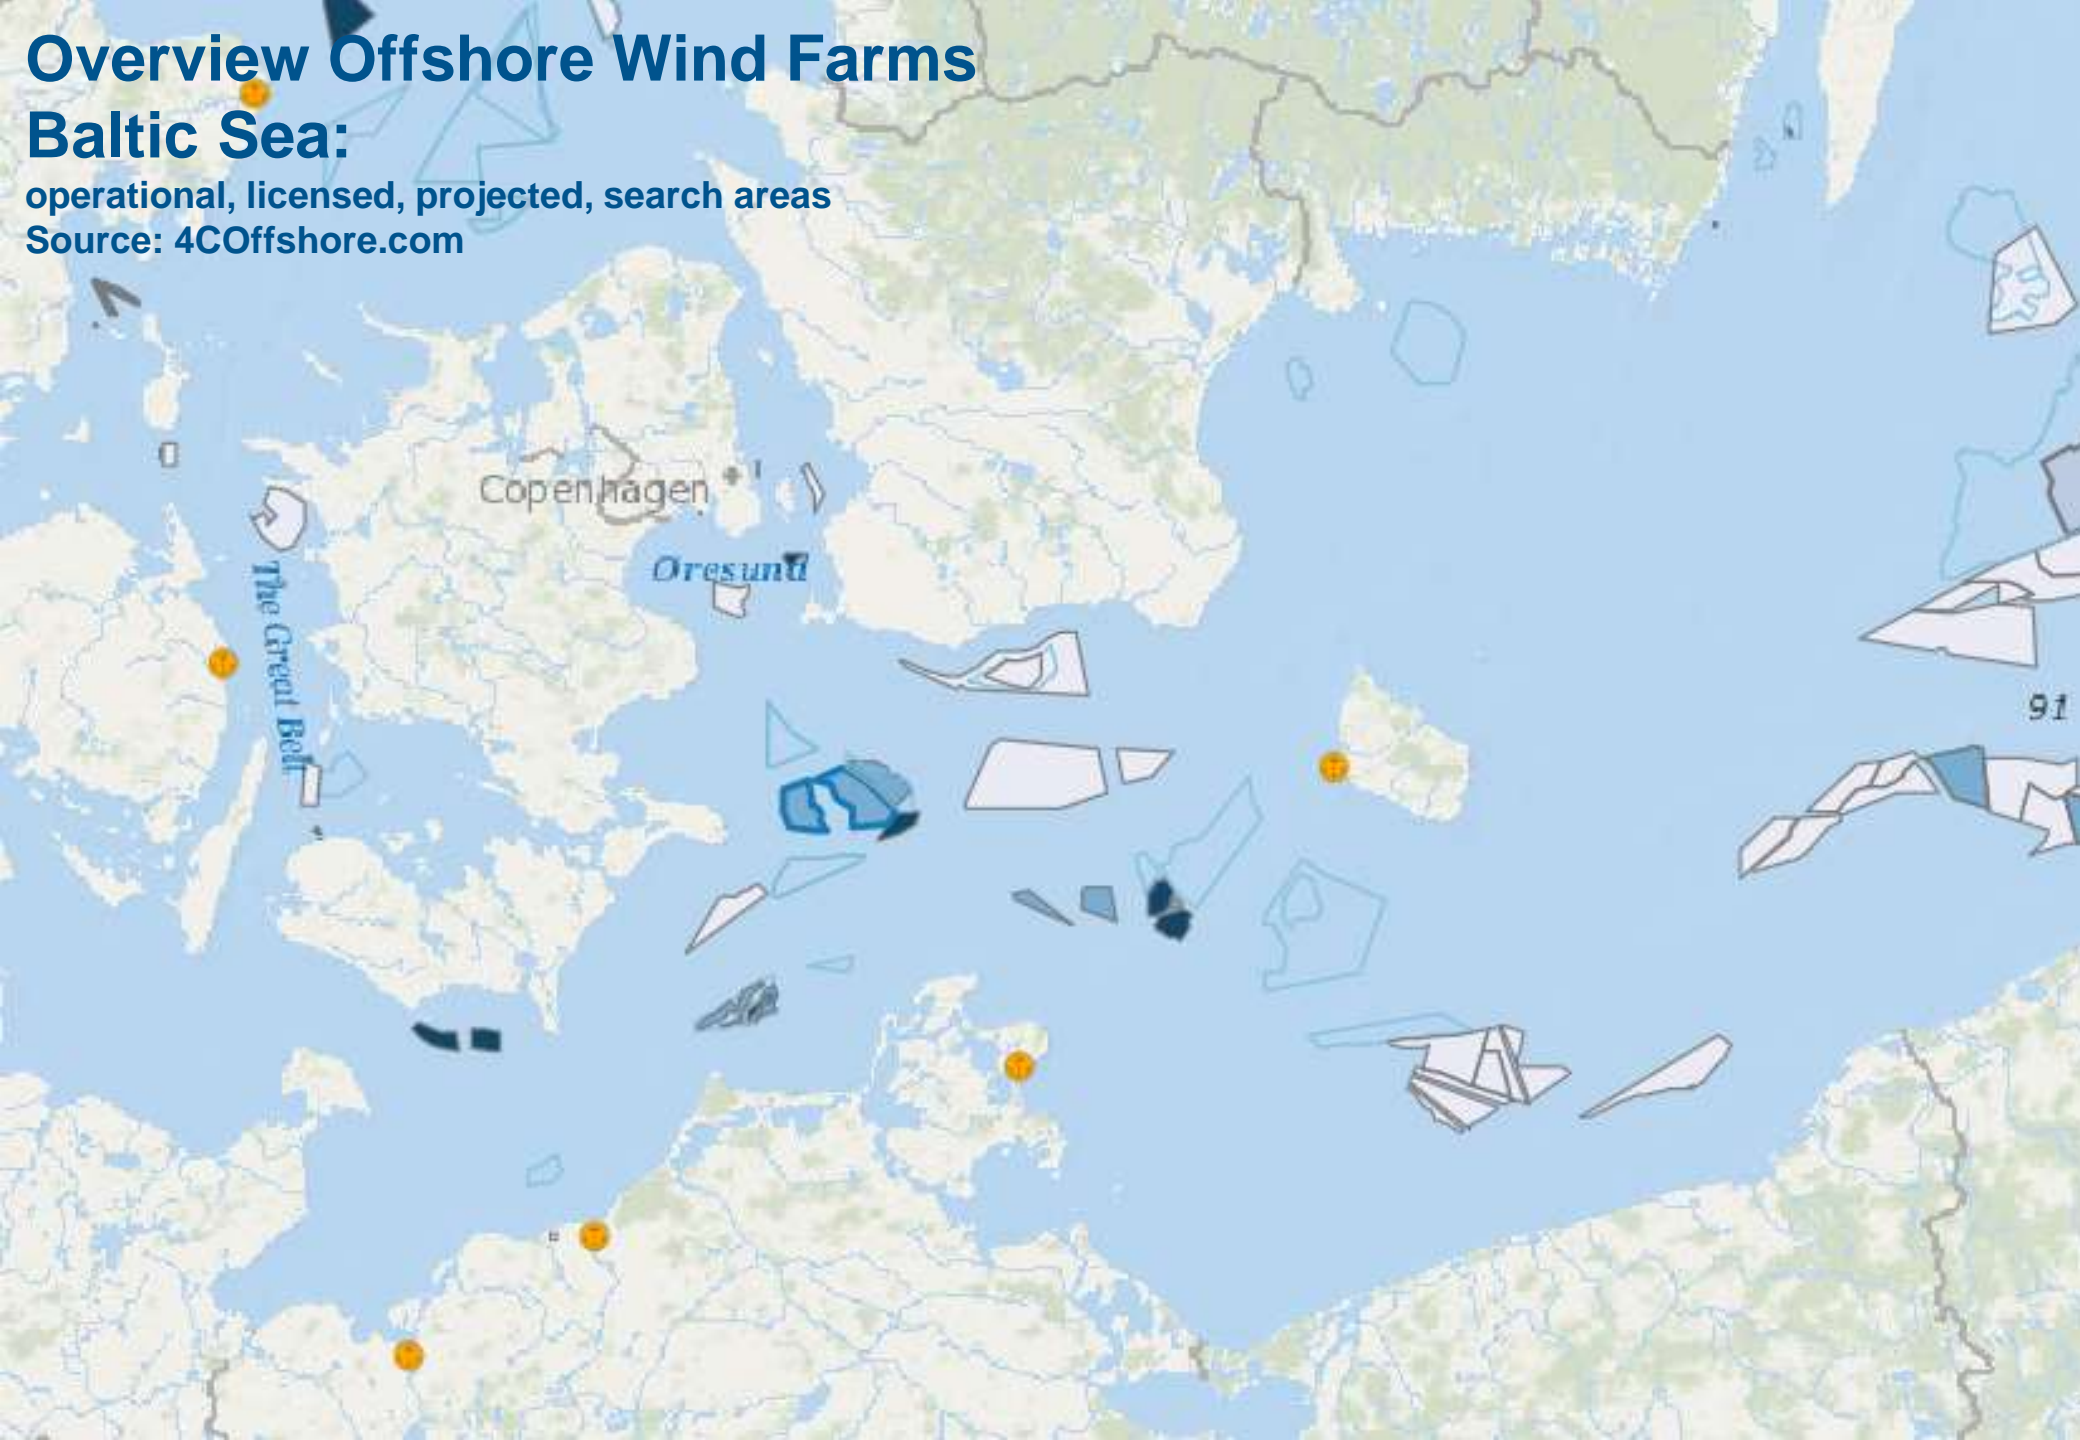 Overview Offshore Wind Farms
Baltic Sea:
operational, licensed, projected, search areas
Source: 4COffshore.com
Copenhagen
Øresund
The Great Belt
91